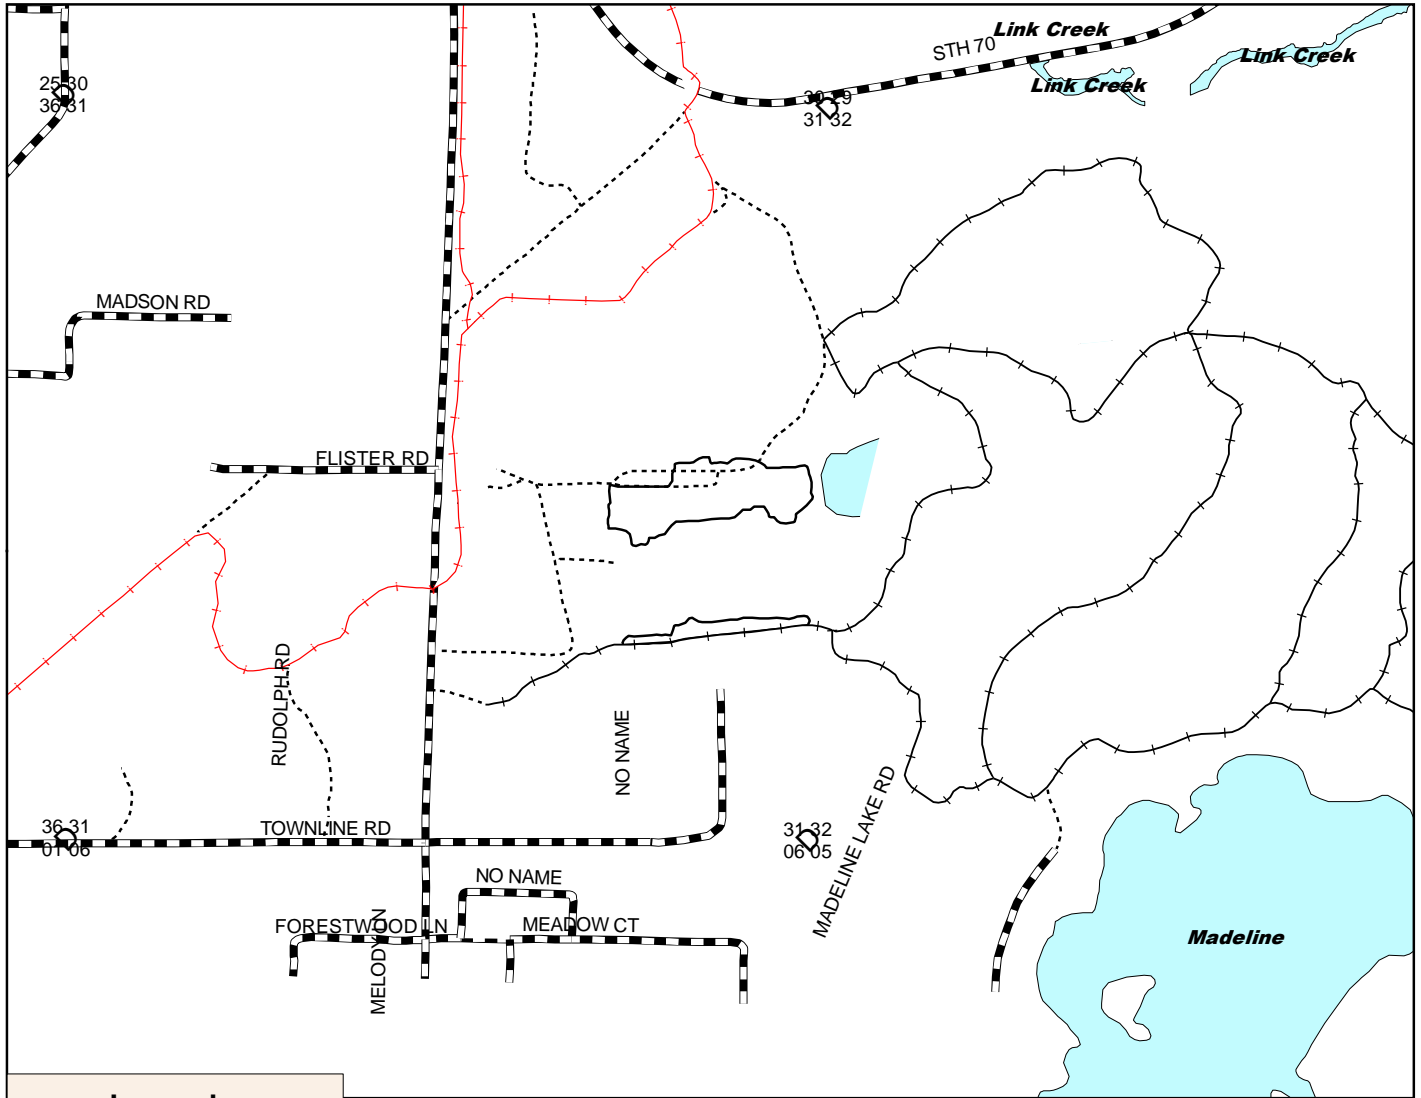 Link Creek
STH 70
Link Creek
Link Creek
25 30
36 31
30 29
31 32
MADSON RD
FLISTER RD
RUDOLPH RD
NO NAME
MADELINE LAKE RD
36 31
01 06
TOWNLINE RD
31 32
06 05
NO NAME
FORESTWOOD LN
MEADOW CT
MELODY LN
Madeline